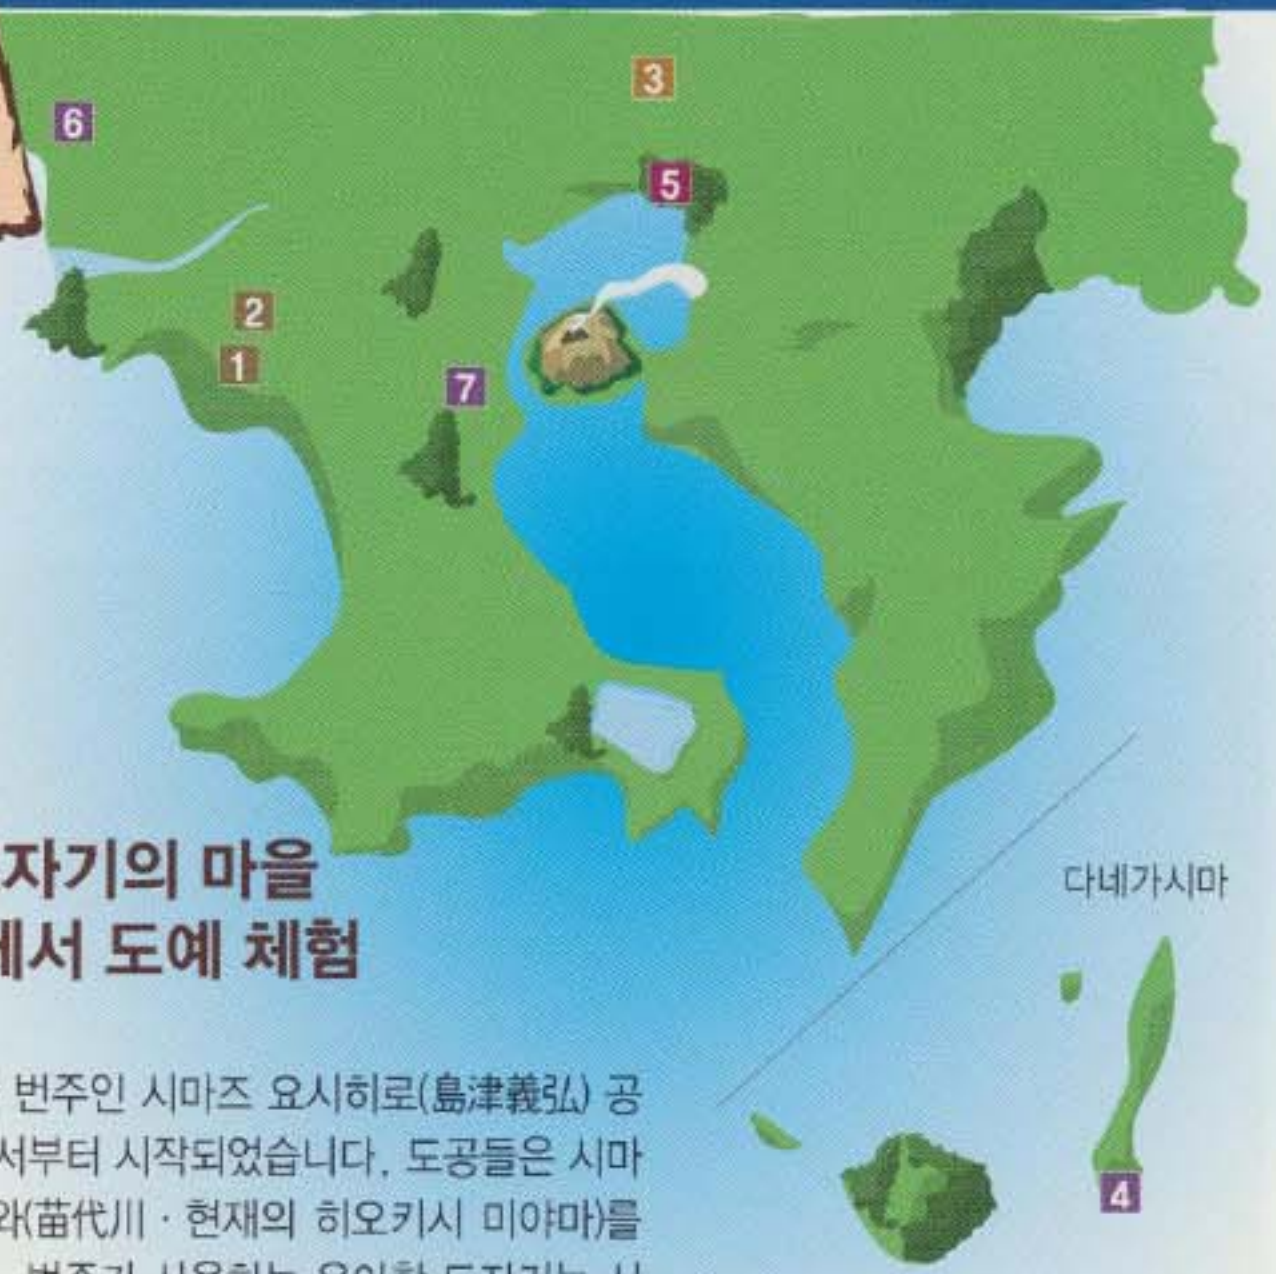 3
6
5
2
1
7
자기의 마을
에서 도예 체험
다네가시마
번주인 시마즈 요시히로(島津義弘) 공
서부터 시작되었습니다. 도공들은 시마
와(苗代川 · 현재의 히오키시 미야마)를
4